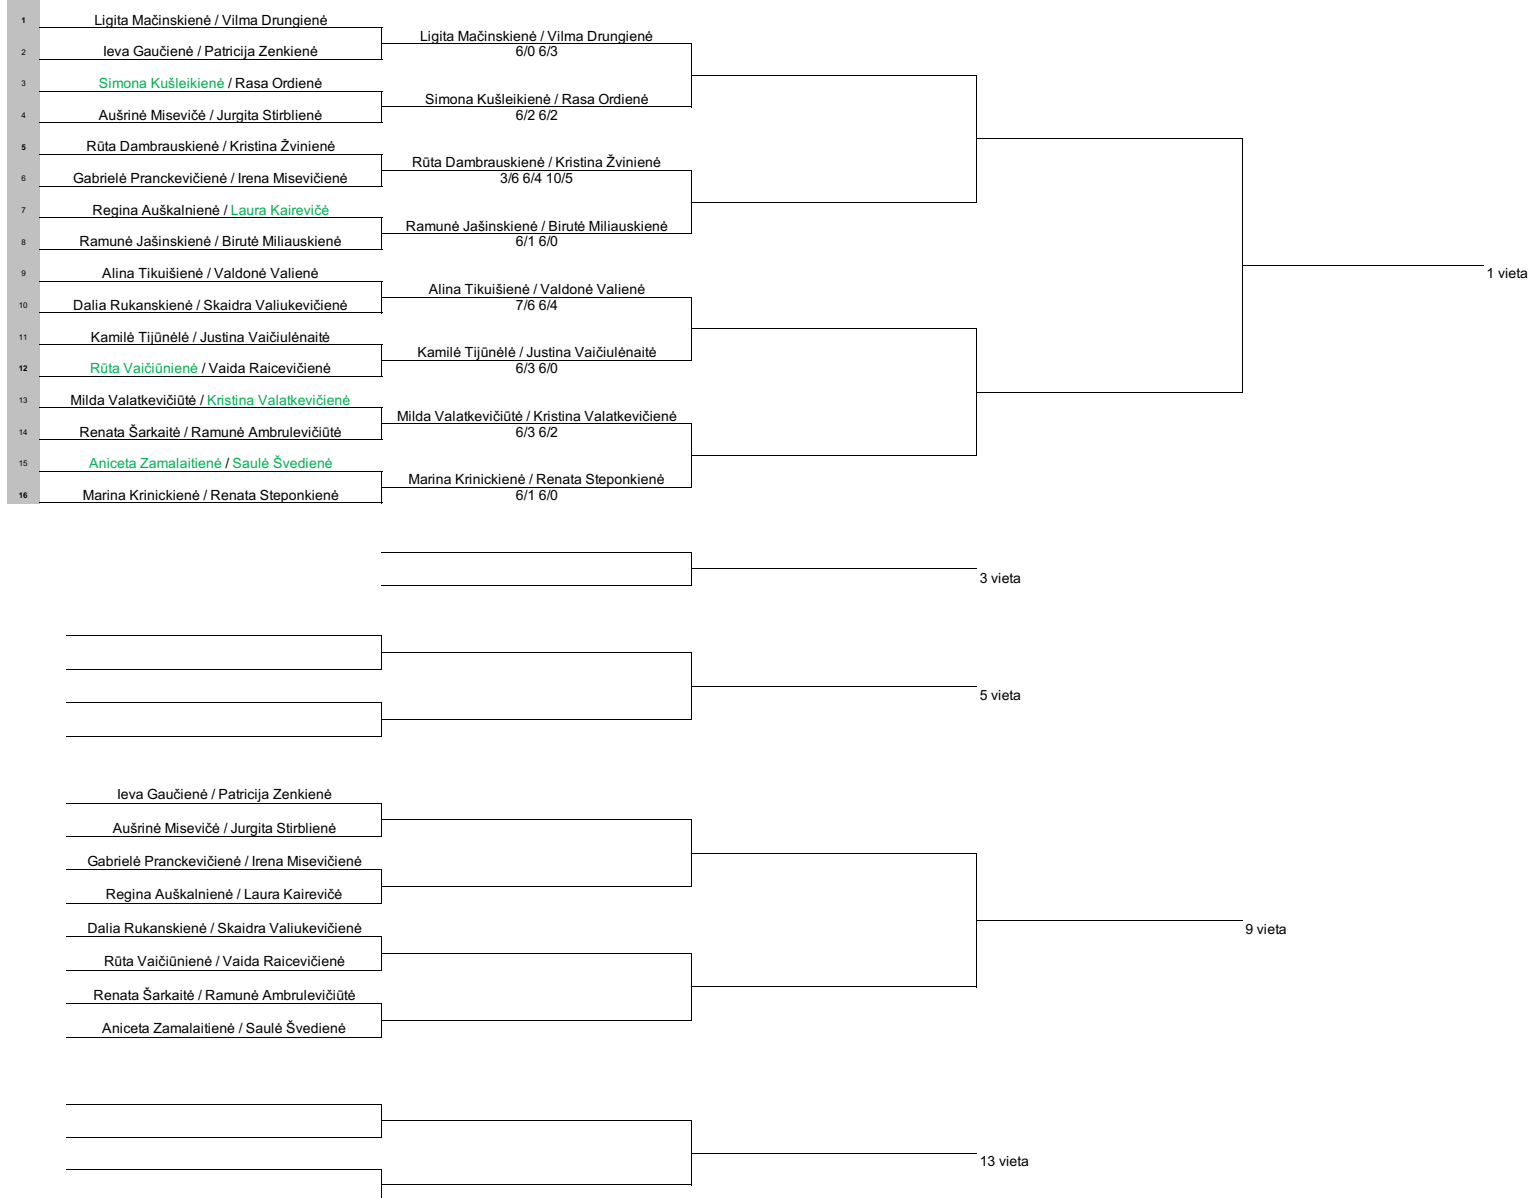 1 Ligita Mačinskienė / Vilma Drungienė
Ligita Mačinskienė / Vilma Drungienė
2 Ieva Gaučienė / Patricija Zenkienė
6/0 6/3
3 Simona Kušleikienė / Rasa Ordienė
Simona Kušleikienė / Rasa Ordienė
4 Aušrinė Misevičė / Jurgita Stirblienė
6/2 6/2
5 Rūta Dambrauskienė / Kristina Žvinienė
Rūta Dambrauskienė / Kristina Žvinienė
6 Gabrielė Pranckevičienė / Irena Misevičienė
3/6 6/4 10/5
7 Regina Auškalnienė / Laura Kairevičė
Ramunė Jašinskienė / Birutė Miliauskienė
8 Ramunė Jašinskienė / Birutė Miliauskienė
6/1 6/0
9 Alina Tikuišienė / Valdonė Valienė
1 vieta
Alina Tikuišienė / Valdonė Valienė
10 Dalia Rukanskienė / Skaidra Valiukevičienė
7/6 6/4
11 Kamilė Tijūnėlė / Justina Vaičiulėnaitė
Kamilė Tijūnėlė / Justina Vaičiulėnaitė
12 Rūta Vaičiūnienė / Vaida Raicevičienė
6/3 6/0
13 Milda Valatkevičiūtė / Kristina Valatkevičienė
Milda Valatkevičiūtė / Kristina Valatkevičienė
14 Renata Šarkaitė / Ramunė Ambrulevičiūtė
6/3 6/2
15 Aniceta Zamalaitienė / Saulė Švedienė
Marina Krinickienė / Renata Steponkienė
16 Marina Krinickienė / Renata Steponkienė
6/1 6/0
3 vieta
5 vieta
Ieva Gaučienė / Patricija Zenkienė
Aušrinė Misevičė / Jurgita Stirblienė
Gabrielė Pranckevičienė / Irena Misevičienė
Regina Auškalnienė / Laura Kairevičė
Dalia Rukanskienė / Skaidra Valiukevičienė
9 vieta
Rūta Vaičiūnienė / Vaida Raicevičienė
Renata Šarkaitė / Ramunė Ambrulevičiūtė
Aniceta Zamalaitienė / Saulė Švedienė
13 vieta